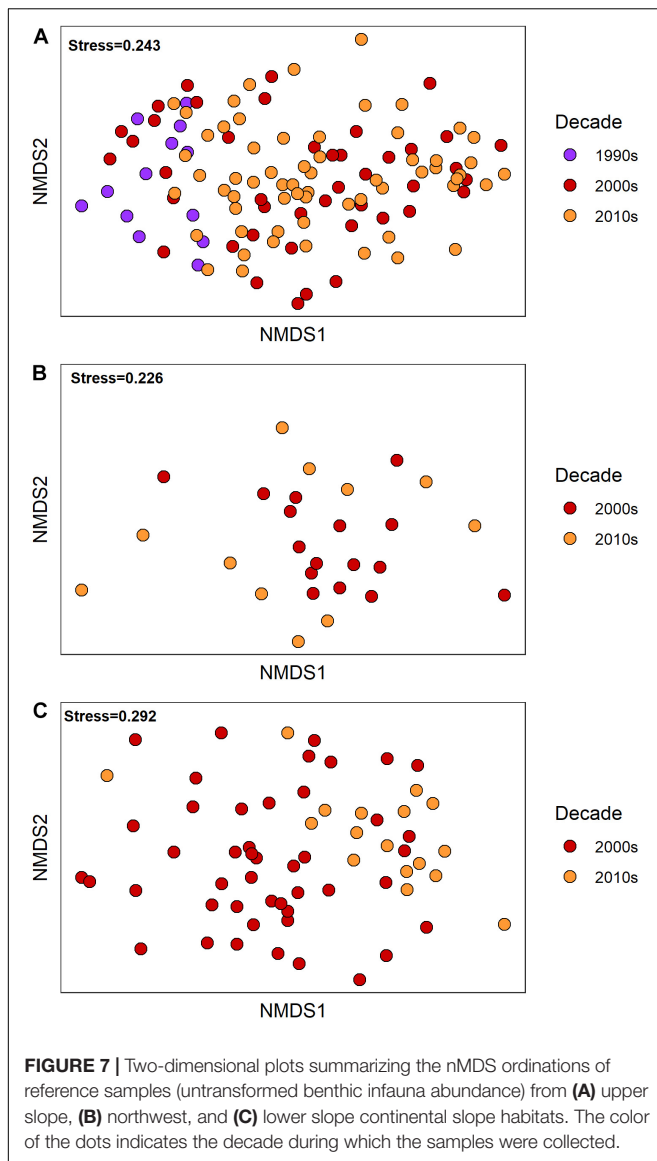 A
Stress=0.243
NMDS2
NMDS1
Decade
1990s
2000s
2010s
B
Stress=0.226
NMDS2
NMDS1
Decade
2000s
2010s
C
Stress=0.292
NMDS2
NMDS1
Decade
2000s
2010s
FIGURE 7 | Two-dimensional plots summarizing the nMDS ordinations of
reference samples (untransformed benthic infauna abundance) from (A) upper
slope, (B) northwest, and (C) lower slope continental slope habitats. The color
of the dots indicates the decade during which the samples were collected.